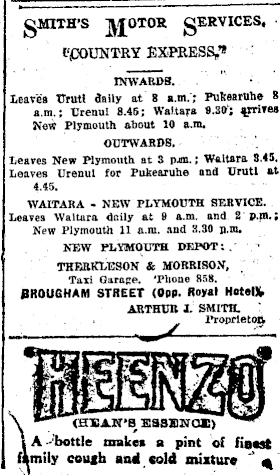 SMITH'S MOTOR SERVICES.
"COUNTRY EXPRESS,"
INWARDS.
Leaves Uruti daily at 8 a.m.; Pukearuhe 8
a.m.; Urenui 8.45; Waitara 9.30; arrives
New Plymouth about 10 a.m.
OUTWARDS.
Leaves New Plymouth at 3 p.m.; Waitara 3.45.
Leaves Urenui for Pukearuhe and Uruti at
4.45.
WAITARA - NEW PLYMOUTH SERVICE.
Leaves Waitara daily at 9 a.m. and 2 p.m.;
New Plymouth 11 a.m. and 3.30 p.m.
NEW PLYMOUTH DEPOT:
THERKLESON & MORRISON,
Taxi Garage. 'Phone 858.
BROUGHAM STREET (Opp. Royal Hotel).
ARTHUR J. SMITH,
Proprietor.
HEENZO
(HEAN'S ESSENCE)
A bottle makes a pint of finest
family cough and cold mixture